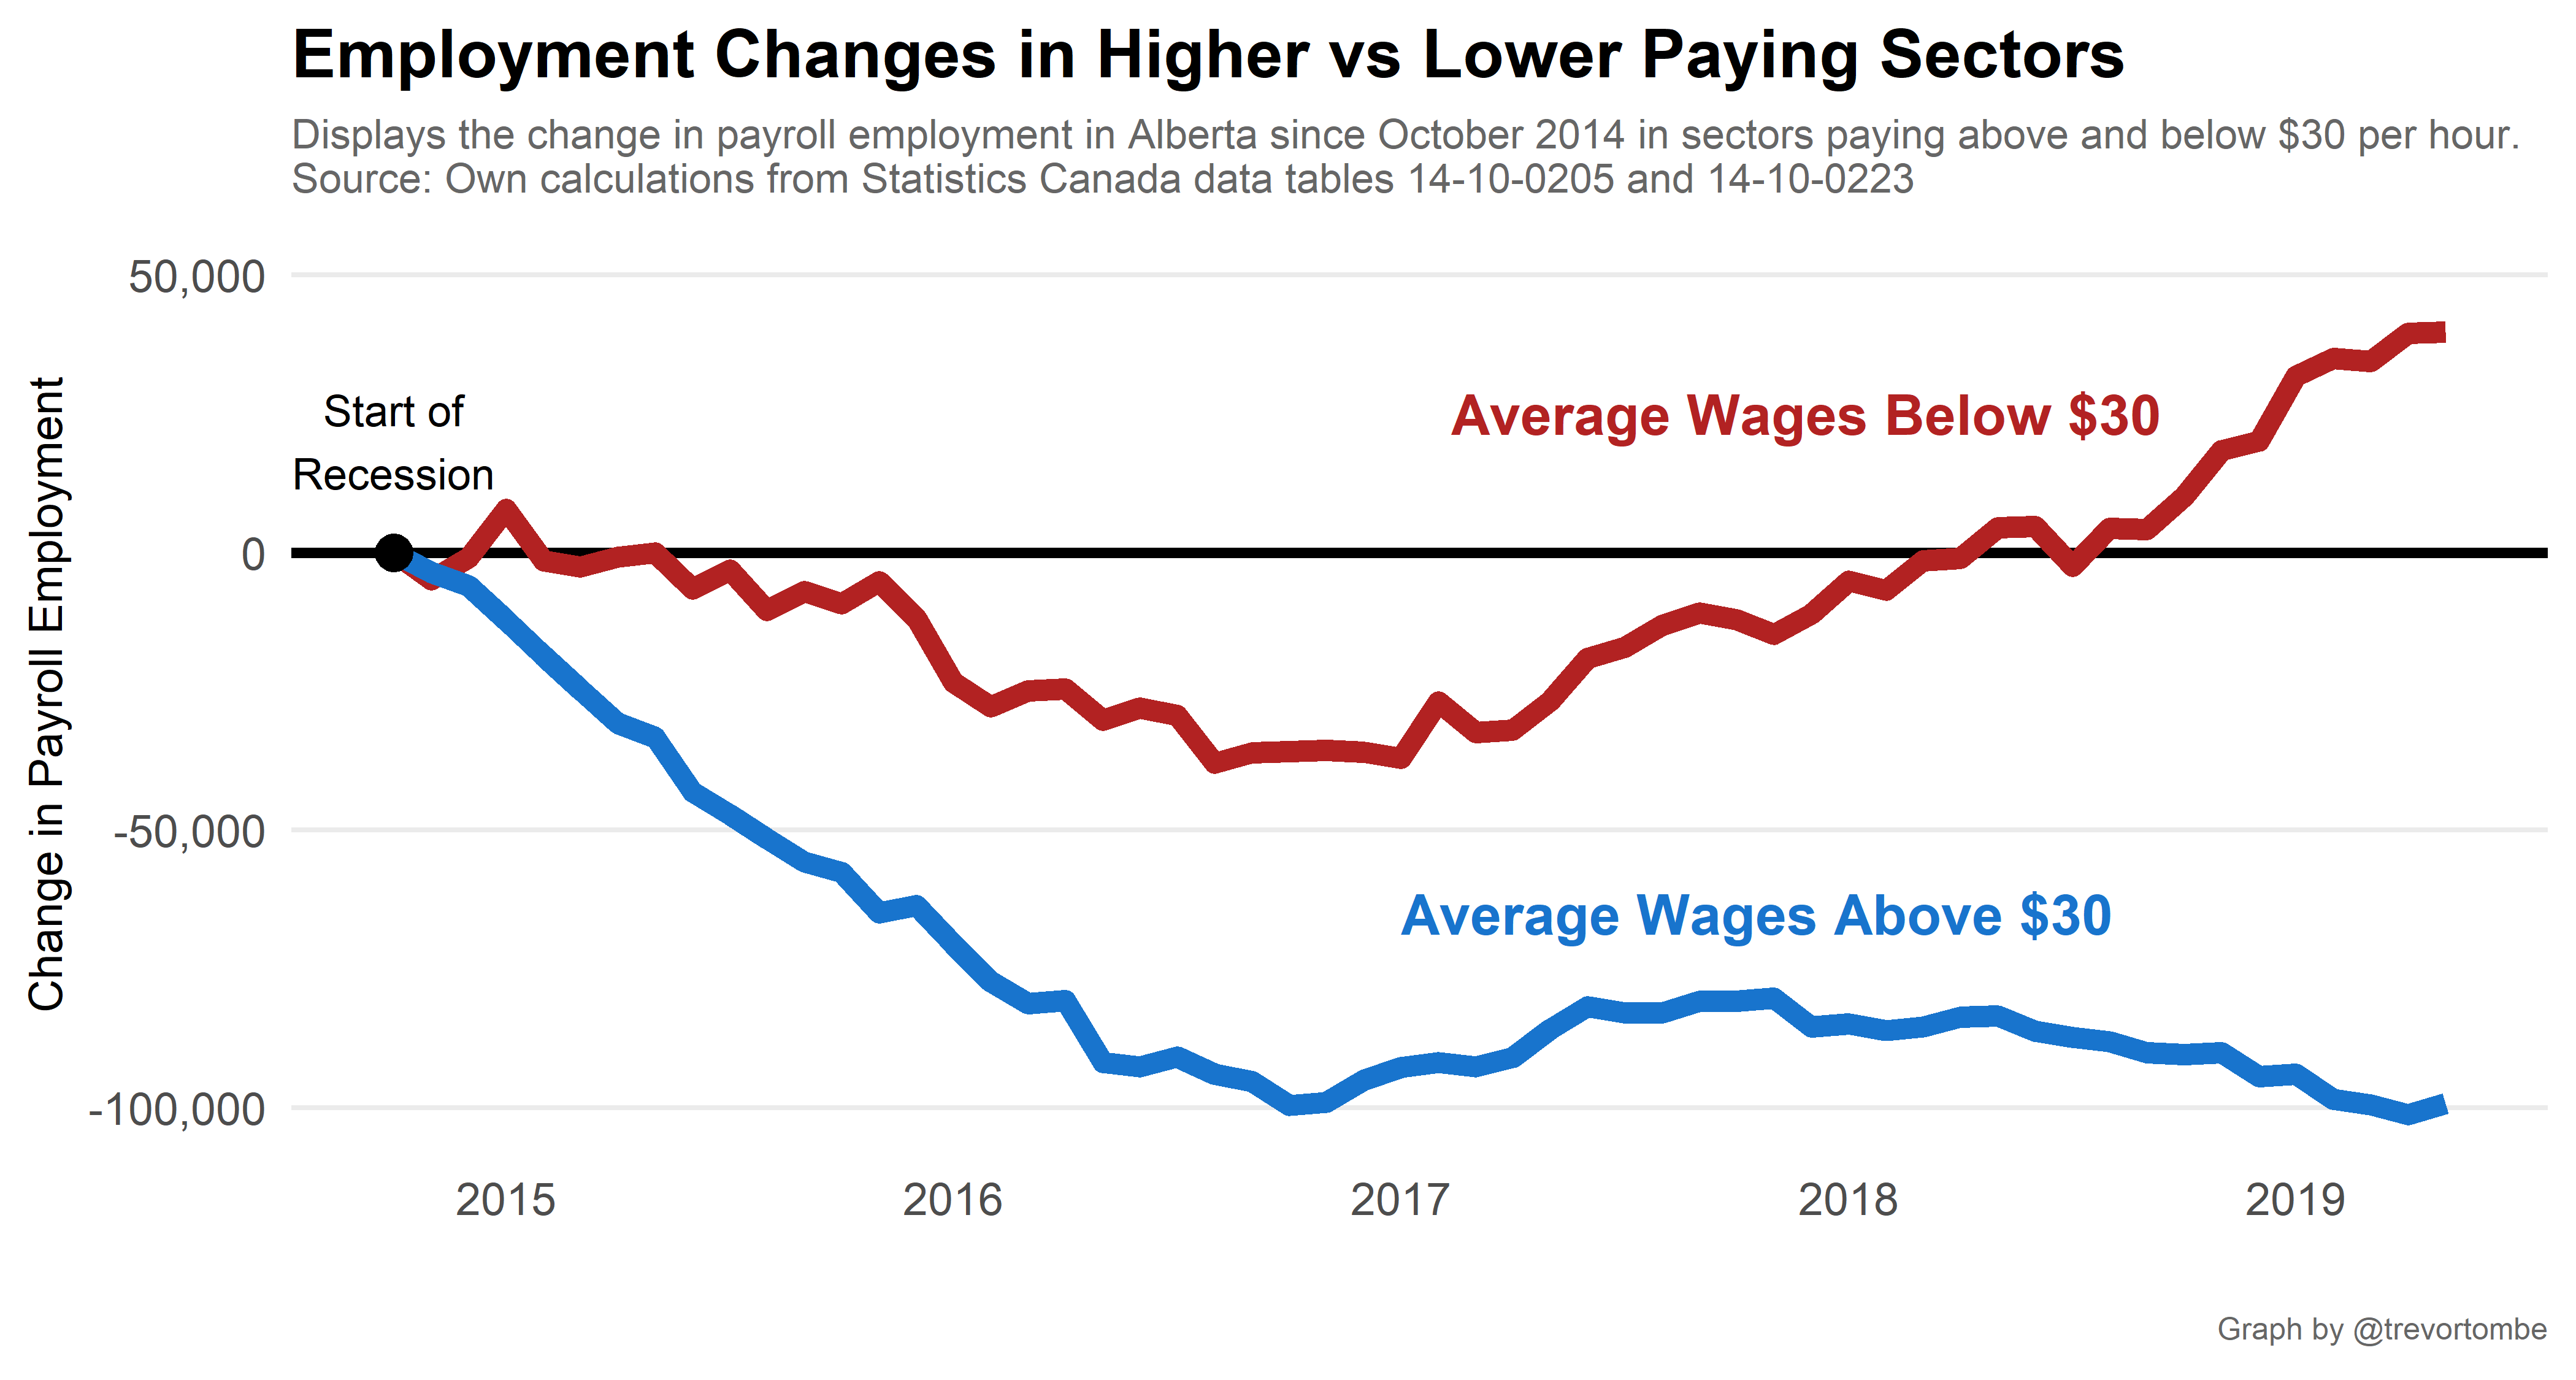 Employment Changes in Higher vs Lower Paying Sectors
Displays the change in payroll employment in Alberta since October 2014 in sectors paying above and below $30 per hour.
Source: Own calculations from Statistics Canada data tables 14-10-0205 and 14-10-0223
Change in Payroll Employment
50,000
0
-50,000
-100,000
Start of
Recession
Average Wages Below $30
Average Wages Above $30
2015
2016
2017
2018
2019
Graph by @trevortombe